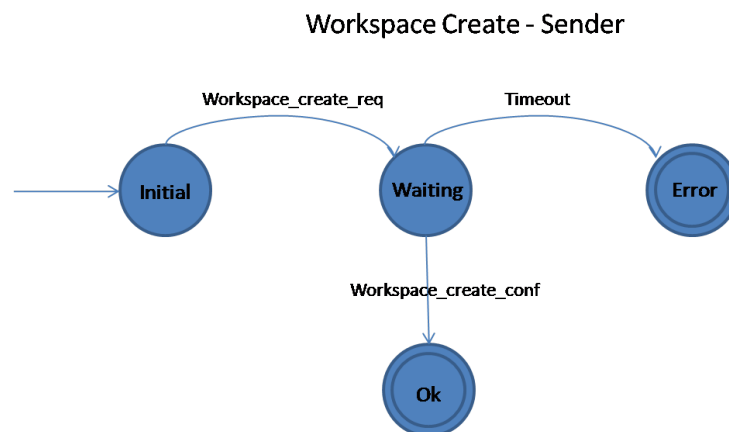 Workspace Create - Sender
Workspace_create_req
Timeout
Initial
Waiting
Error
Workspace_create_conf
Ok